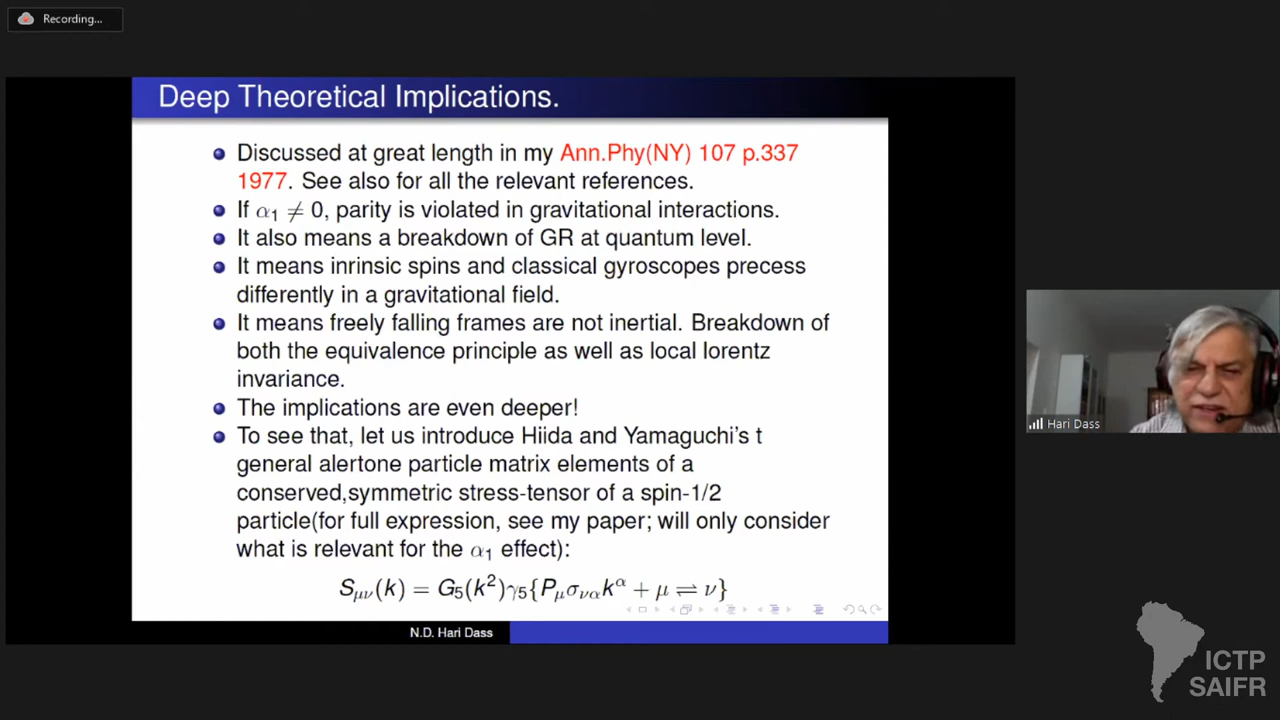 Recording...
Deep Theoretical Implications.
Discussed at great length in my Ann.Phy(NY) 107 p.337
1977. See also for all the relevant references.
If α₁ ≠ 0, parity is violated in gravitational interactions.
It also means a breakdown of GR at quantum level.
It means inrinsic spins and classical gyroscopes precess
differently in a gravitational field.
It means freely falling frames are not inertial. Breakdown of
both the equivalence principle as well as local lorentz
invariance.
The implications are even deeper!
To see that, let us introduce Hiida and Yamaguchi's t
general alertone particle matrix elements of a
conserved,symmetric stress-tensor of a spin-1/2
particle(for full expression, see my paper; will only consider
what is relevant for the α₁ effect):
Sμν(k) = G₅(k²)γ₅{Pμσναk^α + μ ⇌ ν}
N.D. Hari Dass
Hari Dass
ICTP
SAIFR